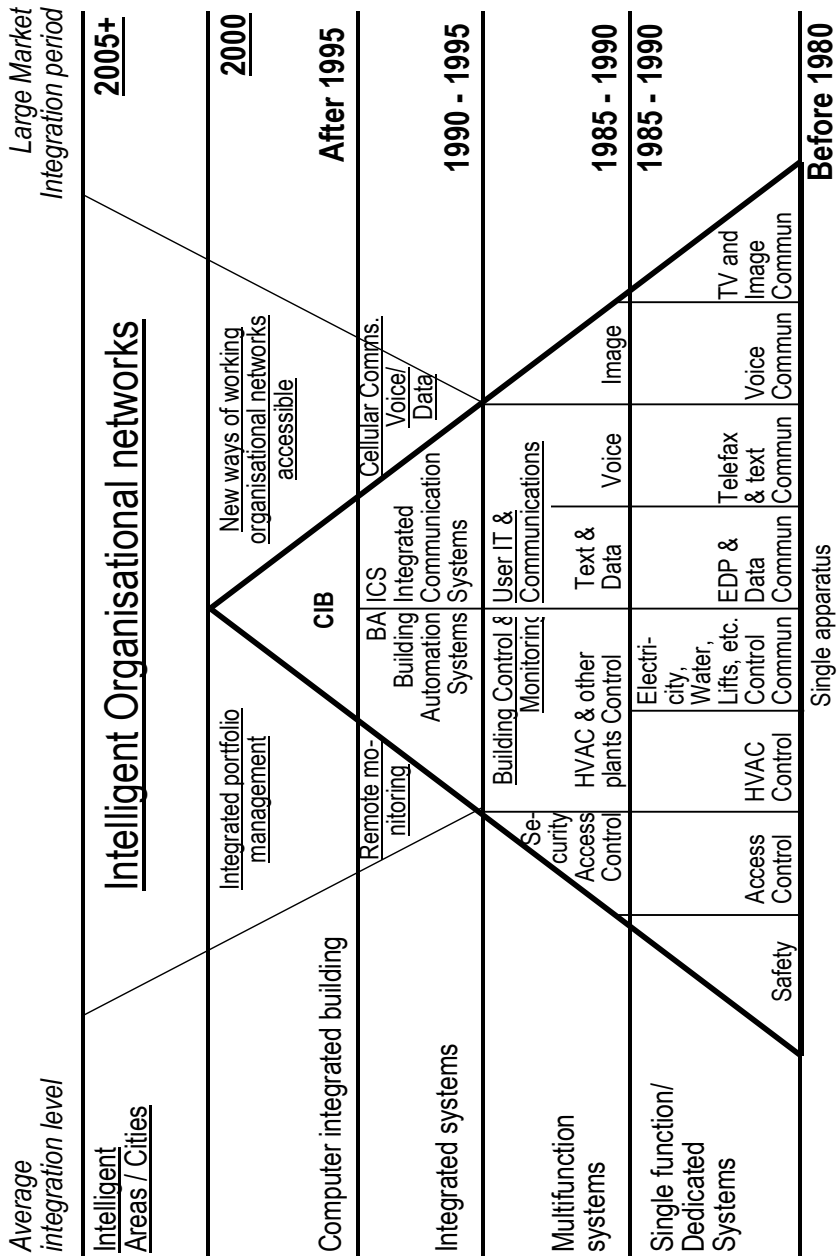 Average
integration level
Large Market
Integration period
Intelligent
Areas / Cities
Intelligent Organisational networks
2005+
Integrated portfolio
management
New ways of working
organisational networks
accessible
2000
Computer integrated building
CIB
After 1995
Remote mo-
nitoring
Cellular Comms.
Voice/
Data
Integrated systems
BA
Building
Automation
Systems
ICS
Integrated
Communication
Systems
1990 - 1995
Multifunction
systems
Se-
curity
Access
Control
Building Control &
Monitoring
HVAC & other
plants Control
User IT &
Communications
Text &
Data
Voice
Image
1985 - 1990
Single function/
Dedicated
Systems
1985 - 1990
Safety
Access
Control
HVAC
Control
Electri-
city,
Water,
Lifts, etc.
Control
Commun
EDP &
Data
Commun
Telefax
& text
Commun
Voice
Commun
TV and
Image
Commun
Single apparatus
Before 1980